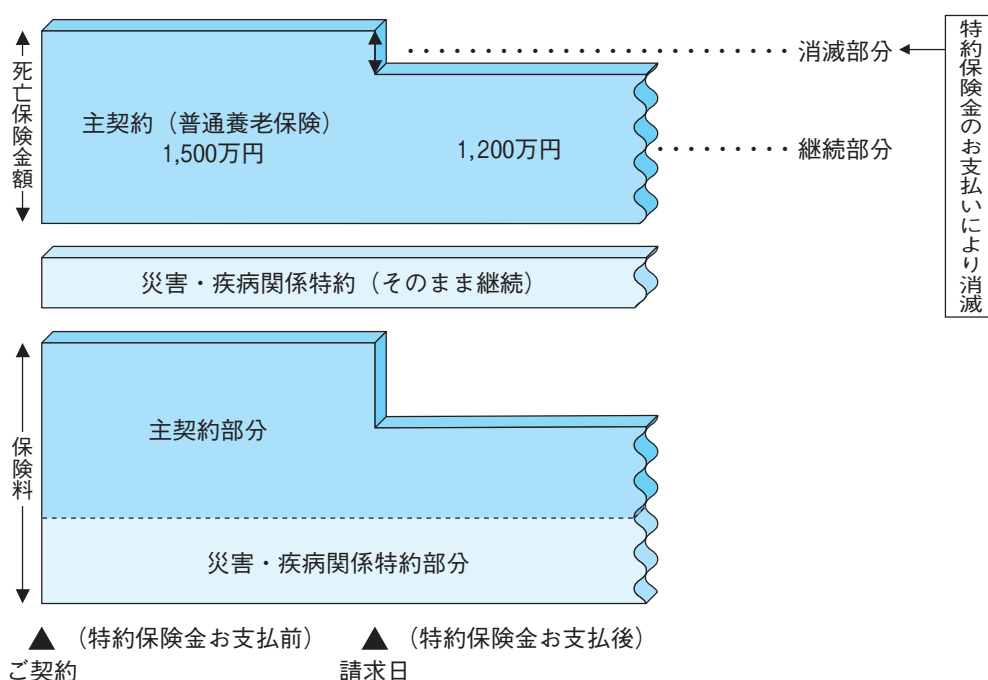 死亡保険金額
主契約（普通養老保険）
1,500万円
1,200万円
消滅部分
継続部分
特約保険金のお支払いにより消滅
災害・疾病関係特約（そのまま継続）
保険料
主契約部分
災害・疾病関係特約部分
▲（特約保険金お支払前）
ご契約
▲（特約保険金お支払後）
請求日